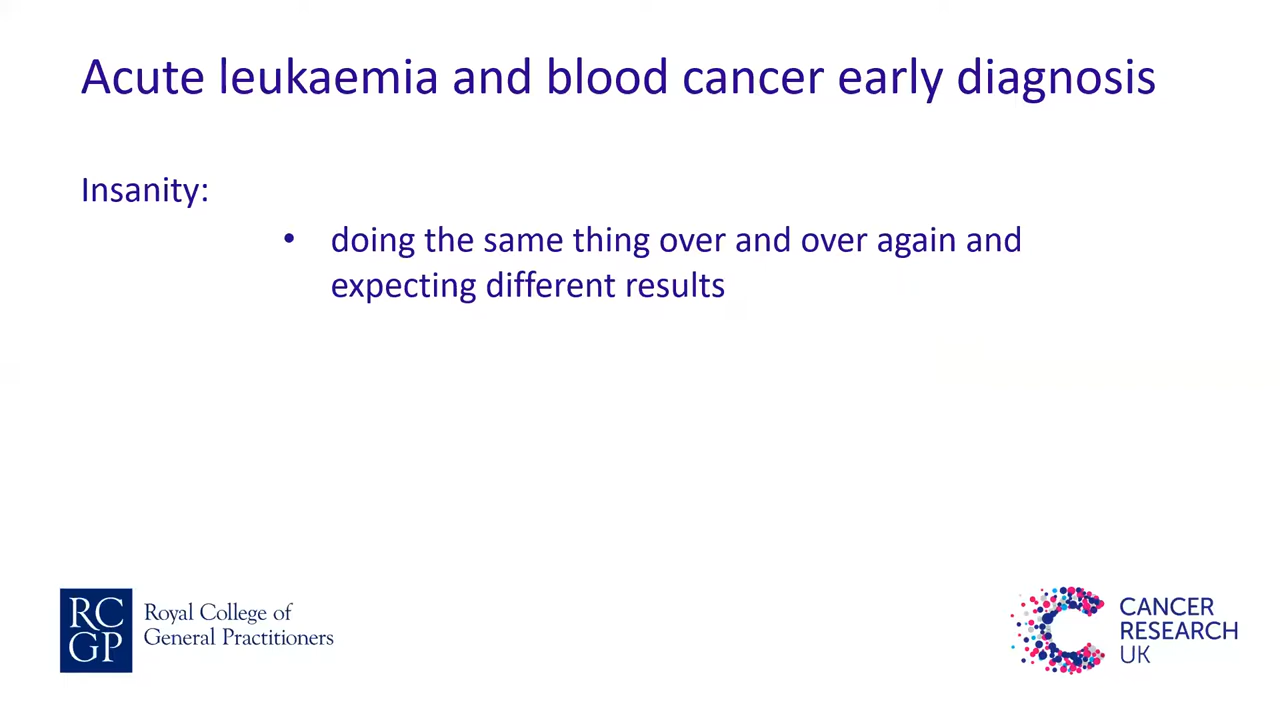 Acute leukaemia and blood cancer early diagnosis
Insanity:
• doing the same thing over and over again and
expecting different results
RC
GP
Royal College of
General Practitioners
CANCER
RESEARCH
UK